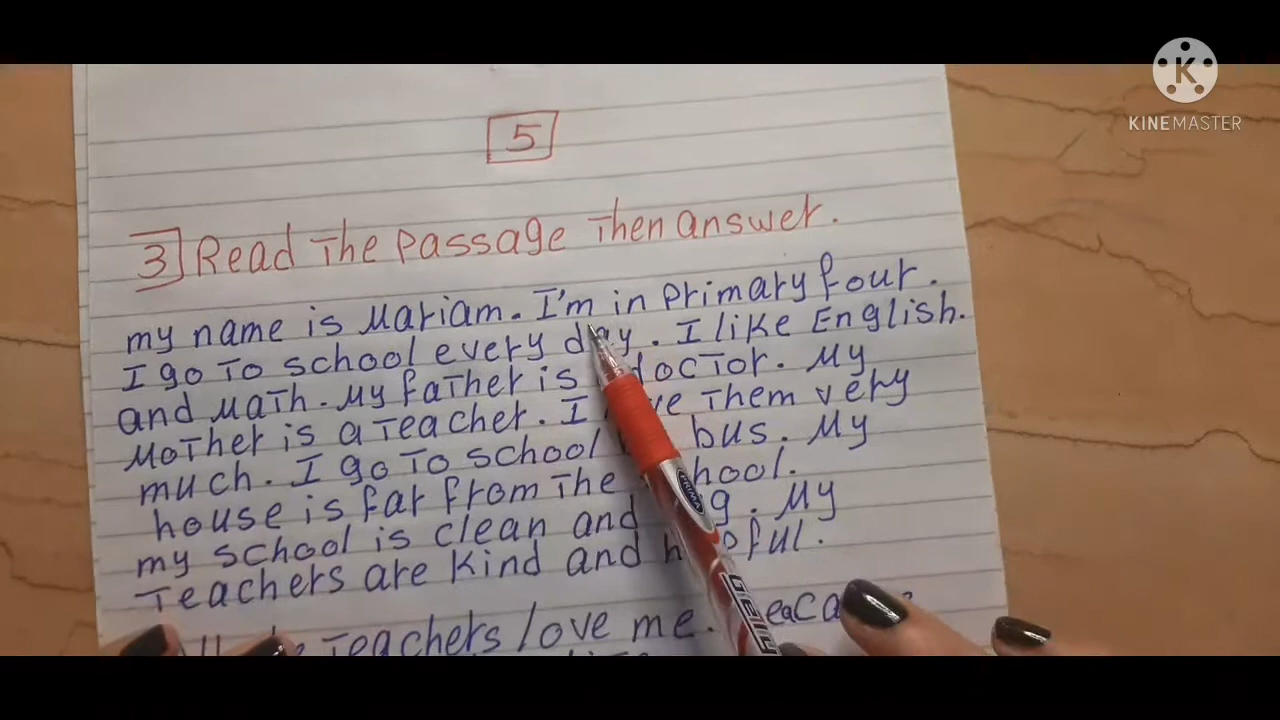 5
3 Read The Passage Then answer.
my name is Mariam. I'm in Primary four.
I go To school every day. I like English.
and Math. My father is doctor. My
Mother is a Teacher. I Them very
much. I go To school bus. My
house is far from The school.
my school is clean and My
Teachers are kind and
Teachers love me.
KINEMASTER
PRIMA